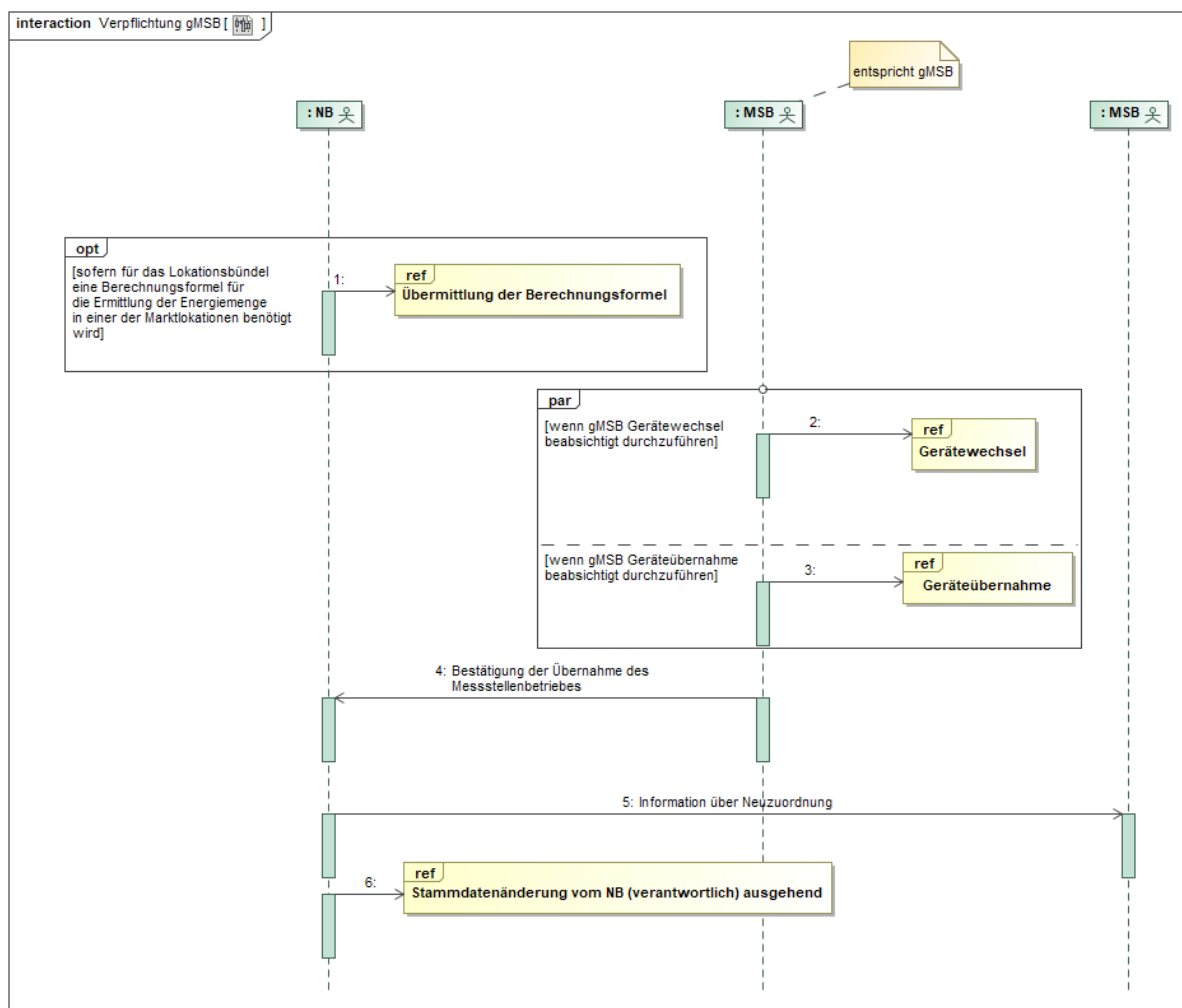 interaction Verpflichtung gMSB [ ]
entspricht gMSB
: NB
: MSB
: MSB
opt
[sofern für das Lokationsbündel
eine Berechnungsformel für
die Ermittlung der Energiemenge
in einer der Marktlokationen benötigt
wird]
1:
ref
Übermittlung der Berechnungsformel
par
[wenn gMSB Gerätewechsel
beabsichtigt durchzuführen]
2:
ref
Gerätewechsel
[wenn gMSB Geräteübernahme
beabsichtigt durchzuführen]
3:
ref
Geräteübernahme
4: Bestätigung der Übernahme des
Messstellenbetriebes
5: Information über Neuzuordnung
6:
ref
Stammdatenänderung vom NB (verantwortlich) ausgehend